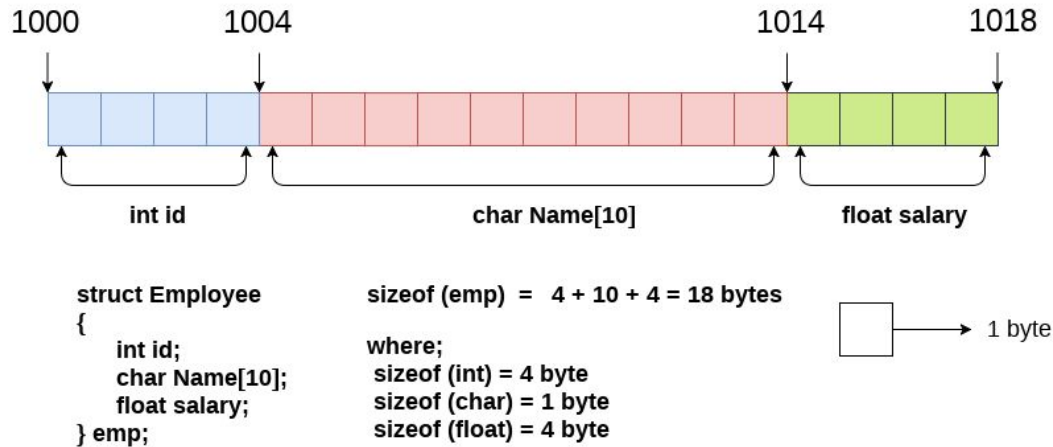 1000 1004 1014 1018
int id char Name[10] float salary
struct Employee
{
int id;
char Name[10];
float salary;
} emp;
sizeof (emp) = 4 + 10 + 4 = 18 bytes
where;
sizeof (int) = 4 byte
sizeof (char) = 1 byte
sizeof (float) = 4 byte
1 byte